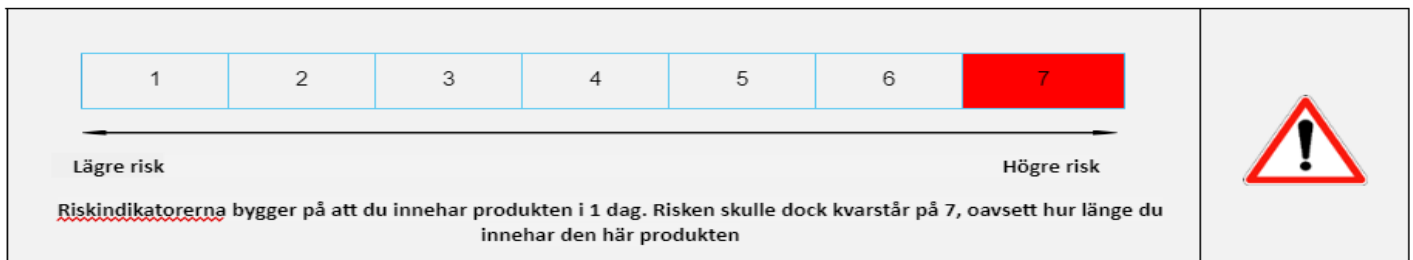 1 2 3 4 5 6 7
Lägre risk Högre risk
Riskindikatorerna bygger på att du innehar produkten i 1 dag. Risken skulle dock kvarstår på 7, oavsett hur länge du
innehar den här produkten